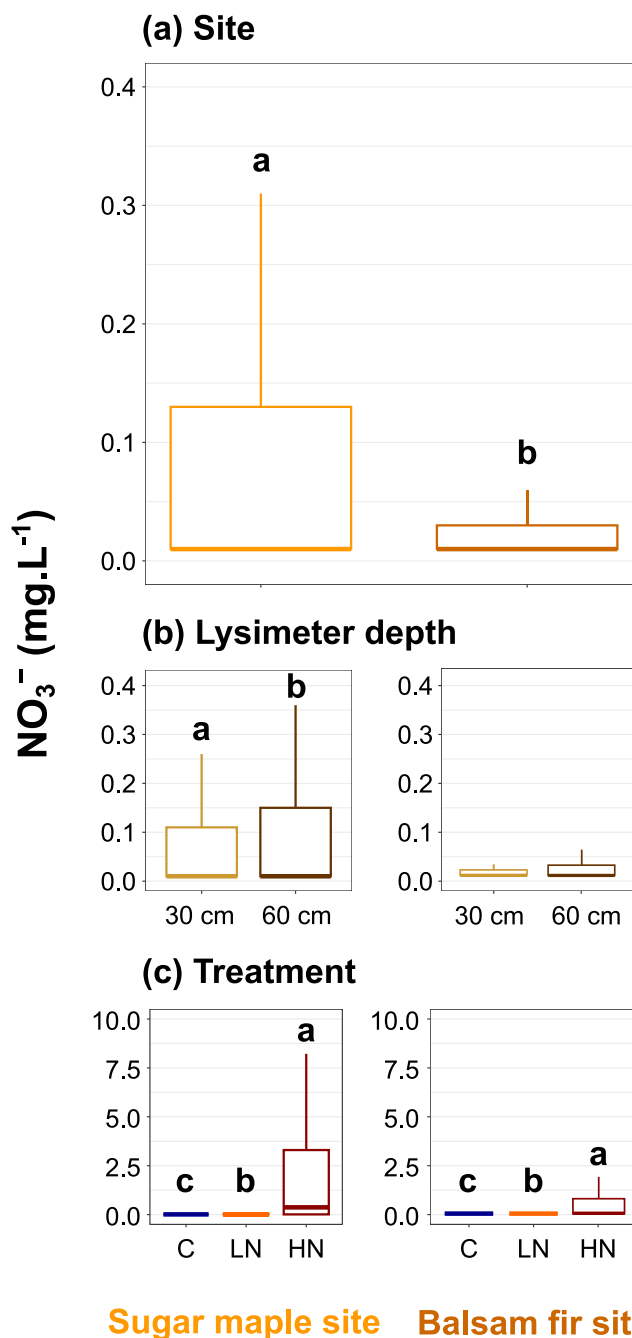 (a) Site
0.4
a
0.3
0.2
b
0.1
0.0
NO₃⁻ (mg.L⁻¹)
(b) Lysimeter depth
0.4 b 0.4
a
0.3 0.3
0.2 0.2
0.1 0.1
0.0 0.0
30 cm 60 cm 30 cm 60 cm
(c) Treatment
10.0 a 10.0
7.5 7.5
5.0 5.0
a
2.5 2.5
c b c b
0.0 0.0
C LN HN C LN HN
Sugar maple site Balsam fir sit